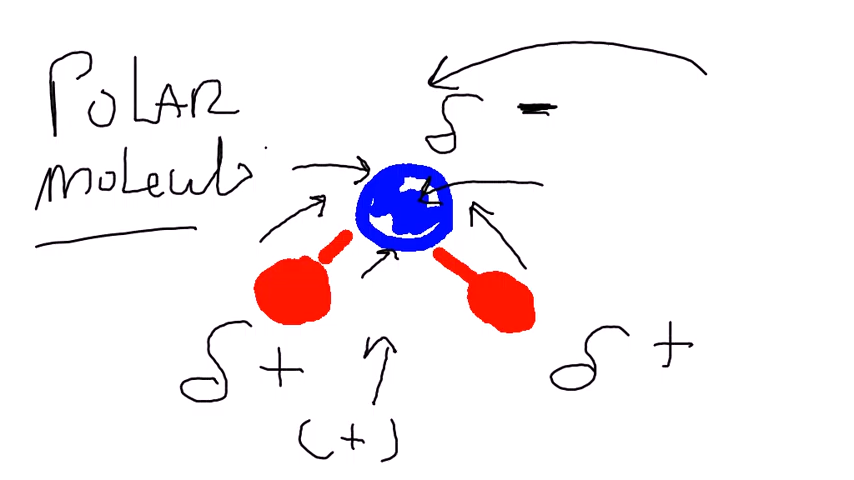 POLAR
δ -
δ +
δ +
(+)